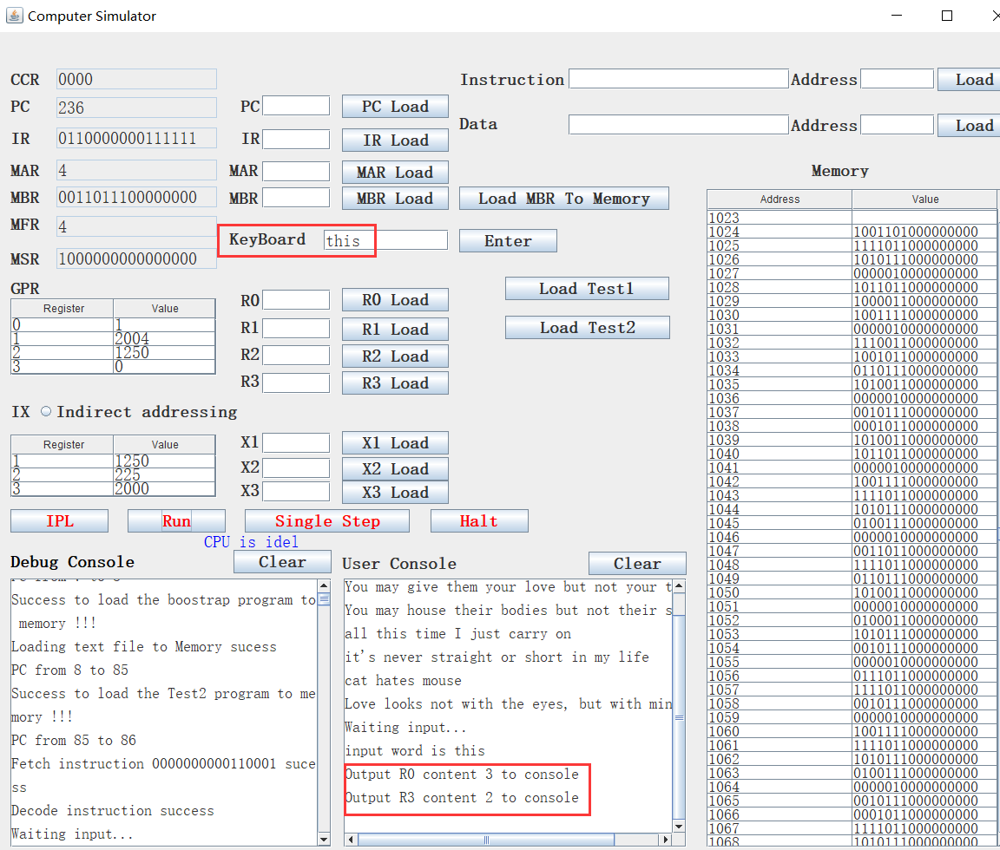 Computer Simulator
CCR 0000
Instruction Address Load
PC 236 PC PC Load
IR 0110000000111111 IR IR Load
Data Address Load
MAR 4 MAR MAR Load
MBR 0011011100000000 MBR MBR Load Load MBR To Memory
MFR 4
KeyBoard this Enter
MSR 1000000000000000
Load Test1
Load Test2
GPR
Register Value
0 1
1 2004
2 1250
3 0
R0 R0 Load
R1 R1 Load
R2 R2 Load
R3 R3 Load
IX Indirect addressing
Register Value
1 1250
2 225
3 2000
X1 X1 Load
X2 X2 Load
X3 X3 Load
IPL Run Single Step Halt
CPU is idel
Debug Console Clear
Success to load the boostrap program to
memory !!!
Loading text file to Memory sucess
PC from 8 to 85
Success to load the Test2 program to me
mory !!!
PC from 85 to 86
Fetch instruction 0000000000110001 suce
ss
Decode instruction success
Waiting input...
User Console Clear
You may give them your love but not your t
You may house their bodies but not their s
all this time I just carry on
it's never straight or short in my life
cat hates mouse
Love looks not with the eyes, but with min
Waiting input...
input word is this
Output R0 content 3 to console
Output R3 content 2 to console
Memory
Address Value
1023
1024 1001101000000000
1025 1111011000000000
1026 1010111000000000
1027 0000010000000000
1028 1011011000000000
1029 1000011000000000
1030 1001111000000000
1031 0000010000000000
1032 1110011000000000
1033 1001011000000000
1034 0110111000000000
1035 1010011000000000
1036 0000010000000000
1037 0010111000000000
1038 0001011000000000
1039 1010011000000000
1040 1011011000000000
1041 0000010000000000
1042 1001111000000000
1043 1111011000000000
1044 1010111000000000
1045 0100111000000000
1046 0000010000000000
1047 0011011000000000
1048 1111011000000000
1049 0110111000000000
1050 1010011000000000
1051 0000010000000000
1052 0100011000000000
1053 1010111000000000
1054 0010111000000000
1055 0000010000000000
1056 0111011000000000
1057 1111011000000000
1058 0010111000000000
1059 0000010000000000
1060 1001111000000000
1061 1111011000000000
1062 1010111000000000
1063 0100111000000000
1064 0000010000000000
1065 0010111000000000
1066 0001011000000000
1067 1111011000000000
1068 1010111000000000